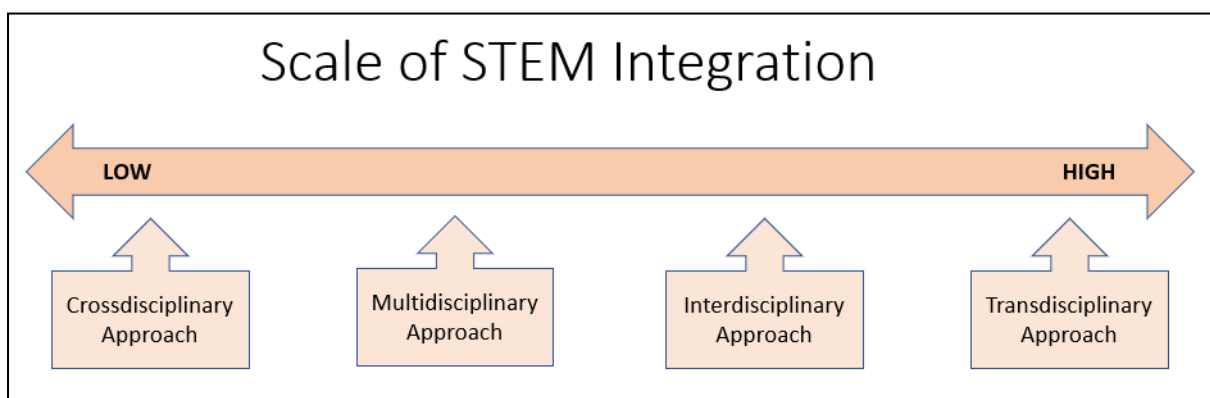 Scale of STEM Integration
LOW
HIGH
Crossdisciplinary
Approach
Multidisciplinary
Approach
Interdisciplinary
Approach
Transdisciplinary
Approach